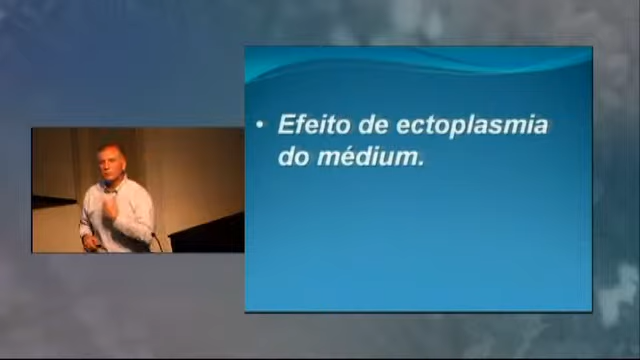 • Efeito de ectoplasmia
do médium.